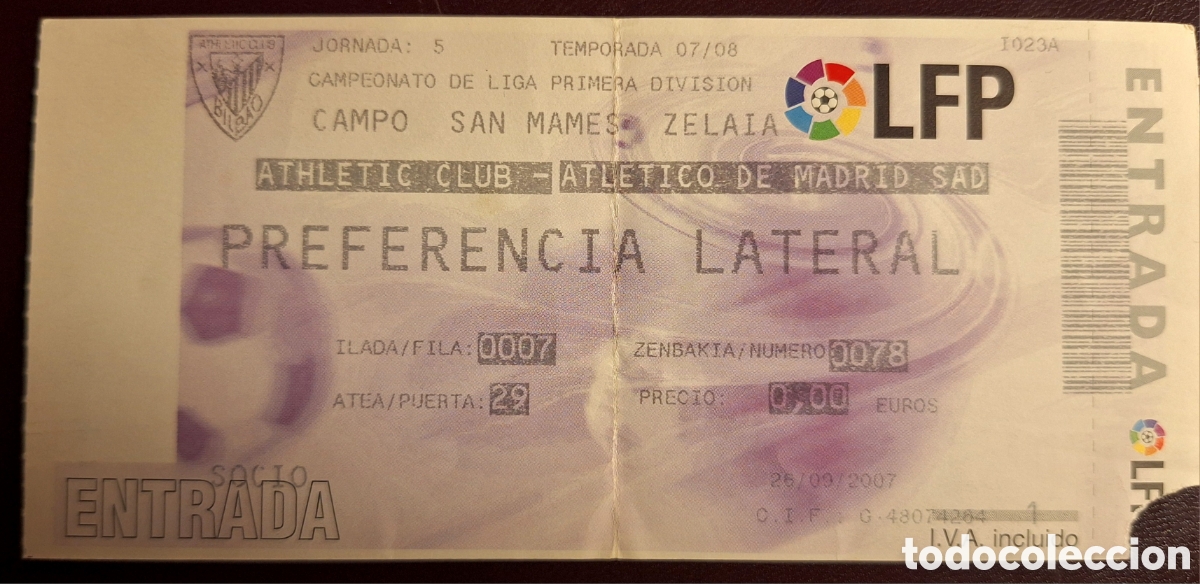 JORNADA: 5 TEMPORADA 07/08 I023A
CAMPEONATO DE LIGA PRIMERA DIVISION
CAMPO SAN MAMES ZELAIA
LFP
ATHLETIC CLUB
BILBAO
ATHLETIC CLUB - ATLETICO DE MADRID SAD
PREFERENCIA LATERAL
ILADA/FILA: 0007 ZENBAKIA/NUMERO 0078
ATEA/PUERTA: 29 PRECIO: 0,00 EUROS
SOCIO
ENTRADA
26/09/2007
C.I.F.: G-48074264 1
I.V.A. incluido
ENTRADA
LFP
todocoleccion